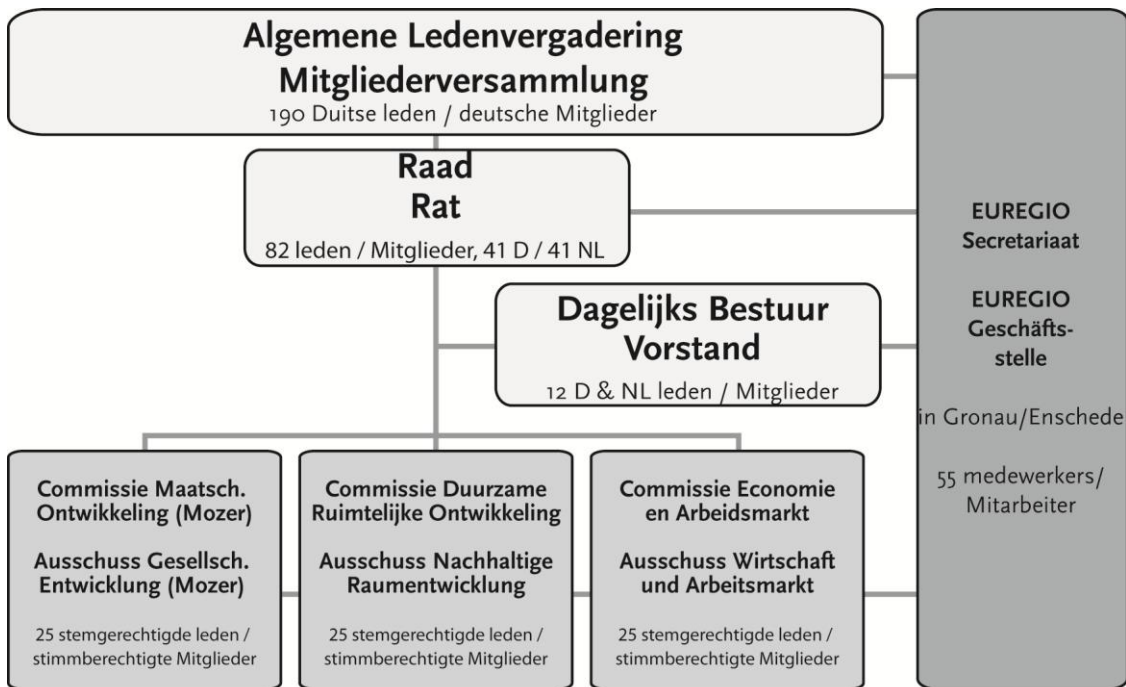 Algemene Ledenvergadering
Mitgliederversammlung
190 Duitse leden / deutsche Mitglieder
Raad
Rat
82 leden / Mitglieder, 41 D / 41 NL
Dagelijks Bestuur
Vorstand
12 D & NL leden / Mitglieder
Commissie Maatsch.
Ontwikkeling (Mozer)
Ausschuss Gesellsch.
Entwicklung (Mozer)
25 stemgerechtigde leden /
stimmberechtigte Mitglieder
Commissie Duurzame
Ruimtelijke Ontwikkeling
Ausschuss Nachhaltige
Raumentwicklung
25 stemgerechtigde leden /
stimmberechtigte Mitglieder
Commissie Economie
en Arbeidsmarkt
Ausschuss Wirtschaft
und Arbeitsmarkt
25 stemgerechtigde leden /
stimmberechtigte Mitglieder
EUREGIO
Secretariaat
EUREGIO
Geschäfts-
stelle
in Gronau/Enschede
55 medewerkers/
Mitarbeiter